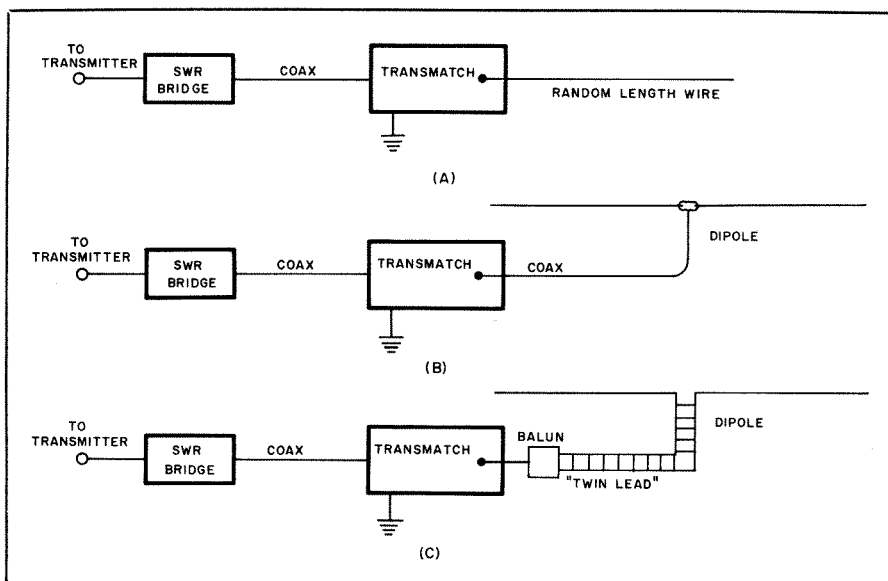 TO
TRANSMITTER
SWR
BRIDGE
COAX
TRANSMATCH
RANDOM LENGTH WIRE
(A)
TO
TRANSMITTER
SWR
BRIDGE
COAX
TRANSMATCH
COAX
DIPOLE
(B)
TO
TRANSMITTER
SWR
BRIDGE
COAX
TRANSMATCH
BALUN
"TWIN LEAD"
DIPOLE
(C)